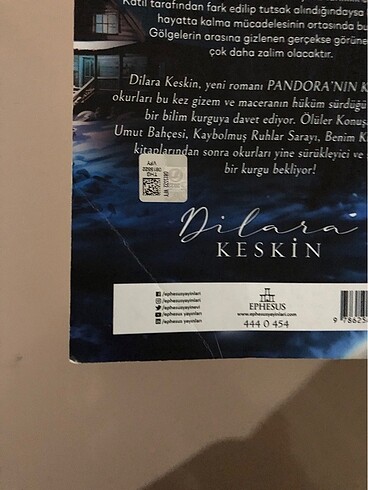 Katil tarafından fark edilip tutsak alındığındaysa
hayatta kalma mücadelesinin ortasında
Gölgelerin arasına gizlenen gerçekse
çok daha zalim olacaktır.
Dilara Keskin, yeni romanı PANDORA'NIN
okurları bu kez gizem ve maceranın hüküm sürdüğü
bir bilim kurguya davet ediyor. Ölüler
Umut Bahçesi, Kaybolmuş Ruhlar Sarayı, Benim
kitaplarından sonra okurları yine sürükleyici ve
bir kurgu bekliyor!
Dilara
KESKİN
/ephesusyayinlari
/ephesusyayinlari
/ephesusyayinevi
/ephesus yayınları
/ephesus yayınları
EPHESUS
www.ephesusyayinlari.com
444 0 454